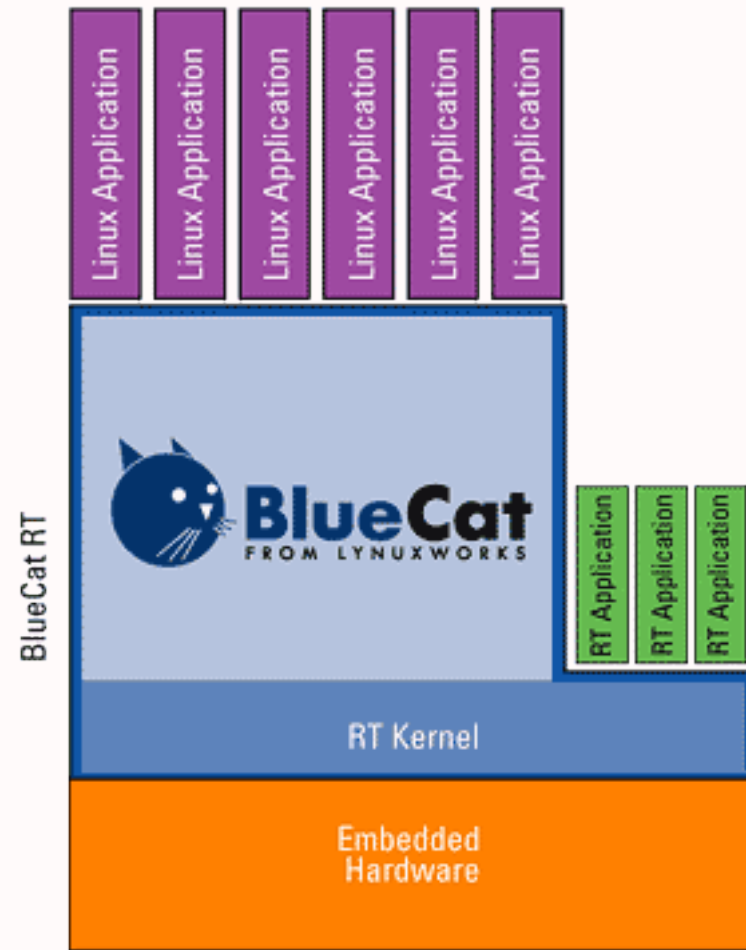 Linux Application
Linux Application
Linux Application
Linux Application
Linux Application
Linux Application
BlueCat RT
BlueCat
FROM LYNUXWORKS
RT Application
RT Application
RT Application
RT Kernel
Embedded
Hardware